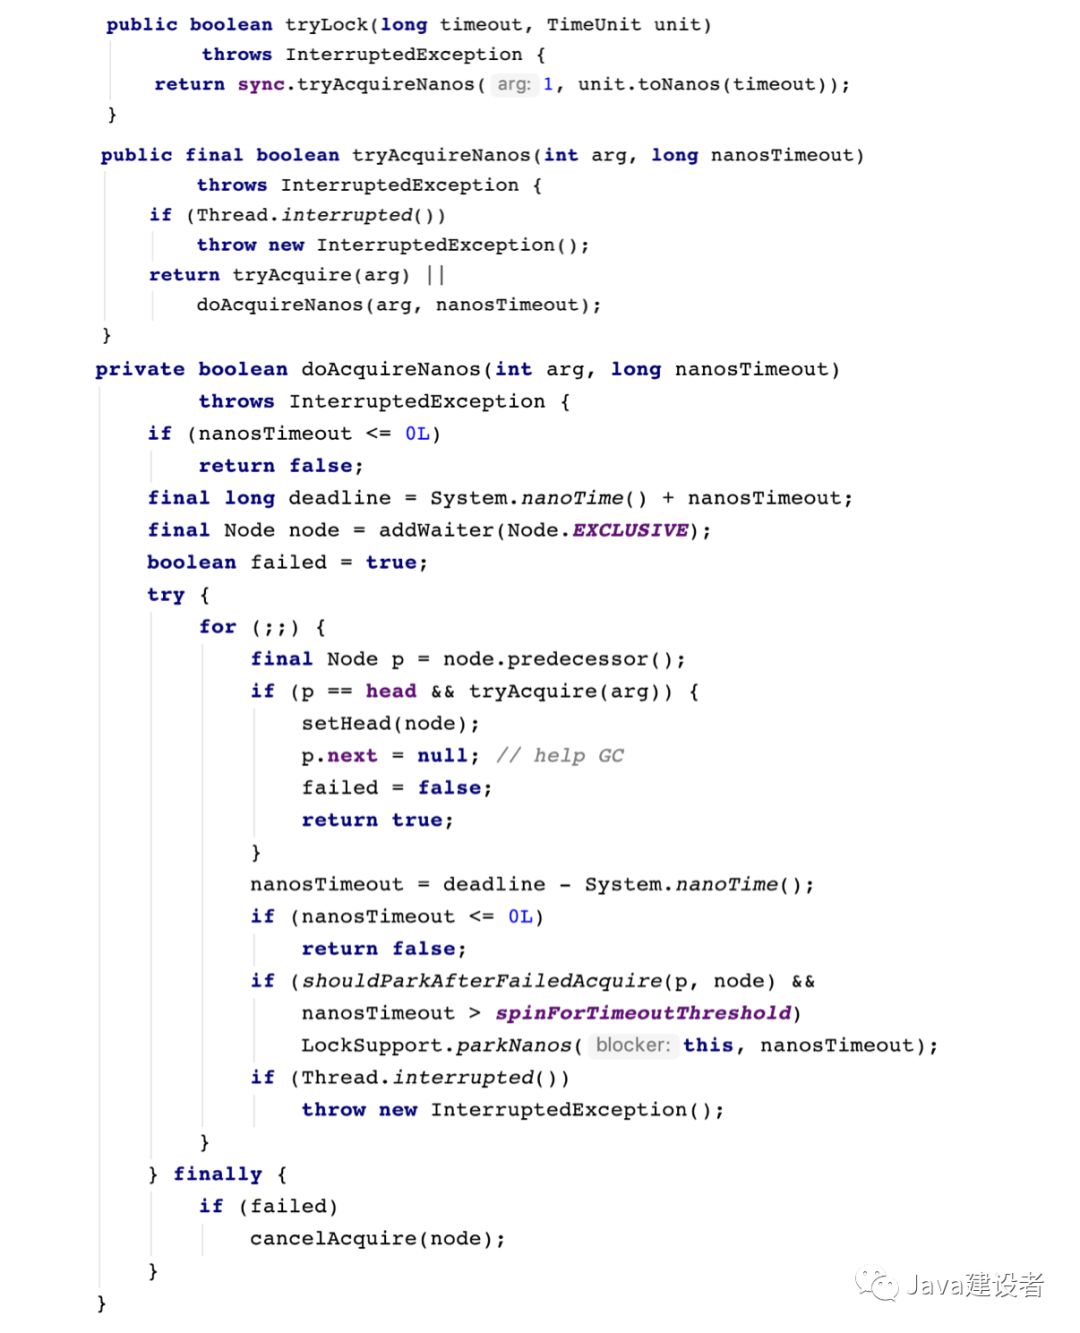 public boolean tryLock(long timeout, TimeUnit unit)
        throws InterruptedException {
    return sync.tryAcquireNanos( arg: 1, unit.toNanos(timeout));
}
public final boolean tryAcquireNanos(int arg, long nanosTimeout)
        throws InterruptedException {
    if (Thread.interrupted())
        throw new InterruptedException();
    return tryAcquire(arg) ||
        doAcquireNanos(arg, nanosTimeout);
}
private boolean doAcquireNanos(int arg, long nanosTimeout)
        throws InterruptedException {
    if (nanosTimeout <= 0L)
        return false;
    final long deadline = System.nanoTime() + nanosTimeout;
    final Node node = addWaiter(Node.EXCLUSIVE);
    boolean failed = true;
    try {
        for (;;) {
            final Node p = node.predecessor();
            if (p == head && tryAcquire(arg)) {
                setHead(node);
                p.next = null; // help GC
                failed = false;
                return true;
            }
            nanosTimeout = deadline - System.nanoTime();
            if (nanosTimeout <= 0L)
                return false;
            if (shouldParkAfterFailedAcquire(p, node) &&
                nanosTimeout > spinForTimeoutThreshold)
                LockSupport.parkNanos( blocker: this, nanosTimeout);
            if (Thread.interrupted())
                throw new InterruptedException();
        }
    } finally {
        if (failed)
            cancelAcquire(node);
    }
}
Java建设者